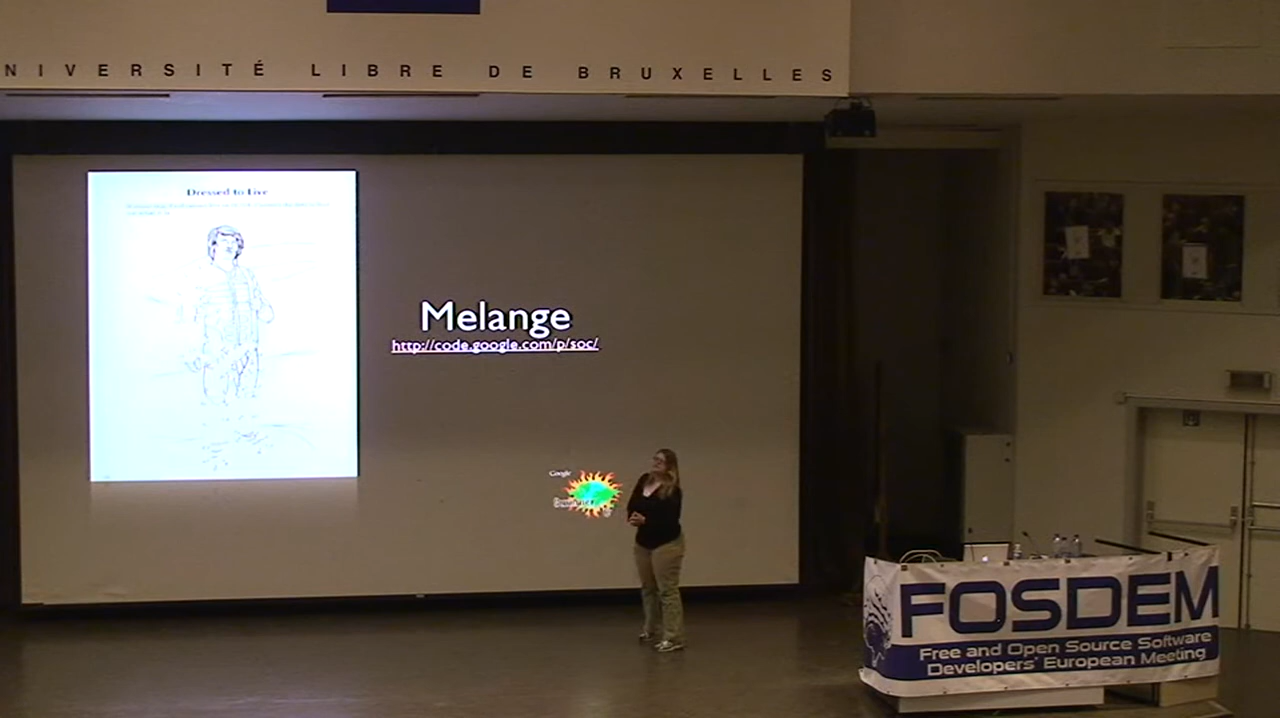 UNIVERSITÉ LIBRE DE BRUXELLES
Dressed to Live
Melange
http://code.google.com/p/soc/
Google
FOSDEM
Free and Open Source Software
Developers' European Meeting